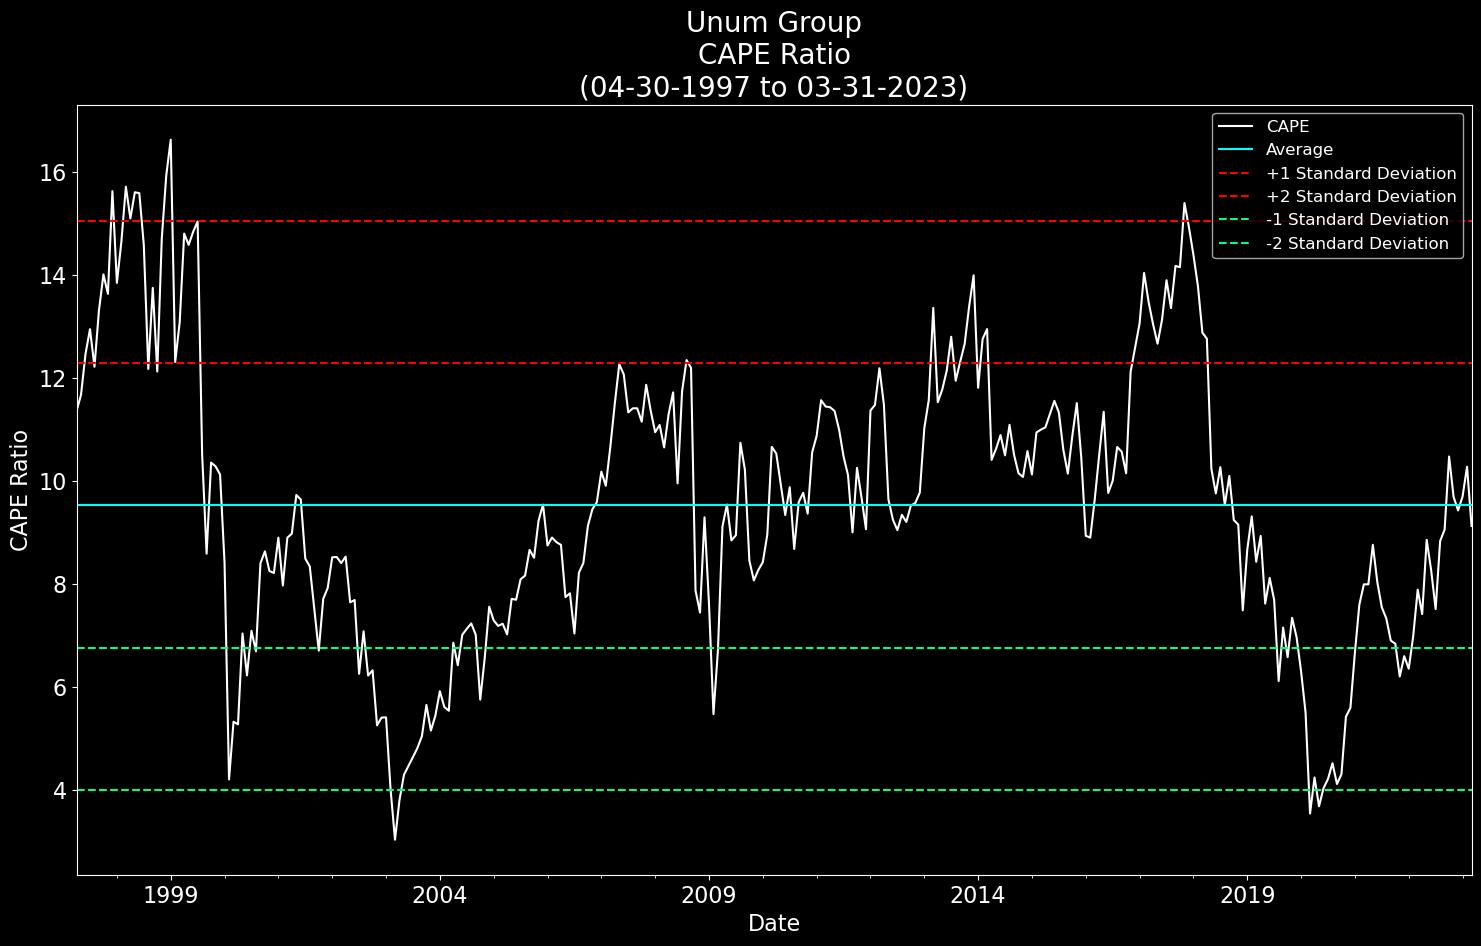 Unum Group
CAPE Ratio
(04-30-1997 to 03-31-2023)
CAPE
Average
+1 Standard Deviation
+2 Standard Deviation
-1 Standard Deviation
-2 Standard Deviation
CAPE Ratio
16
14
12
10
8
6
4
1999
2004
2009
2014
2019
Date